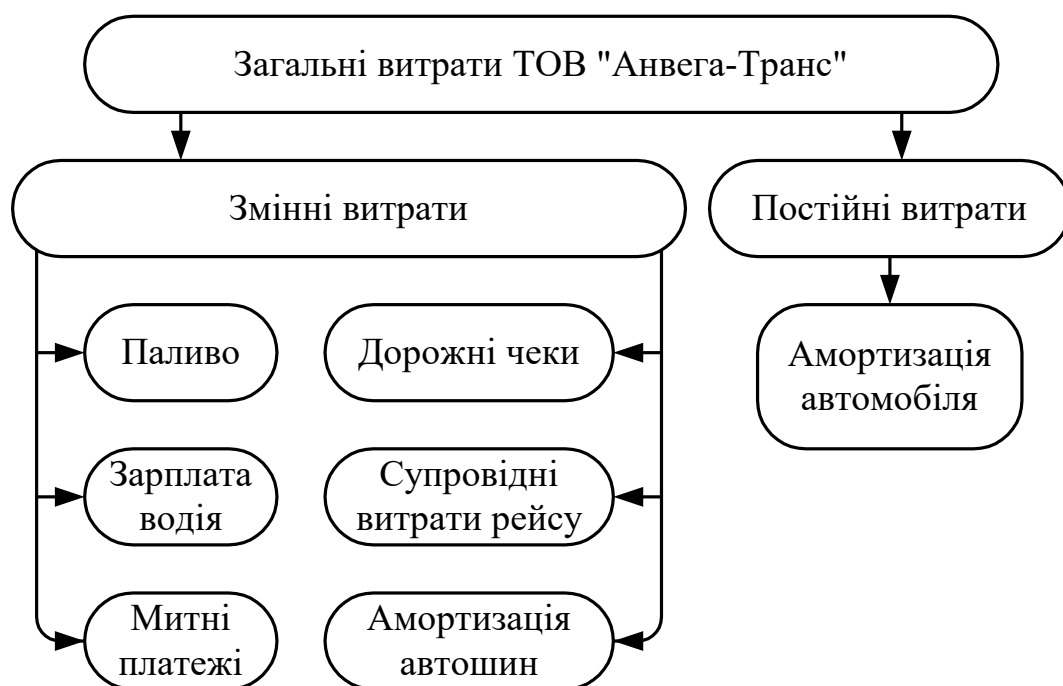 Загальні витрати ТОВ "Анвега-Транс"
Змінні витрати
Постійні витрати
Паливо
Дорожні чеки
Амортизація
автомобіля
Зарплата
водія
Супровідні
витрати рейсу
Митні
платежі
Амортизація
автошин